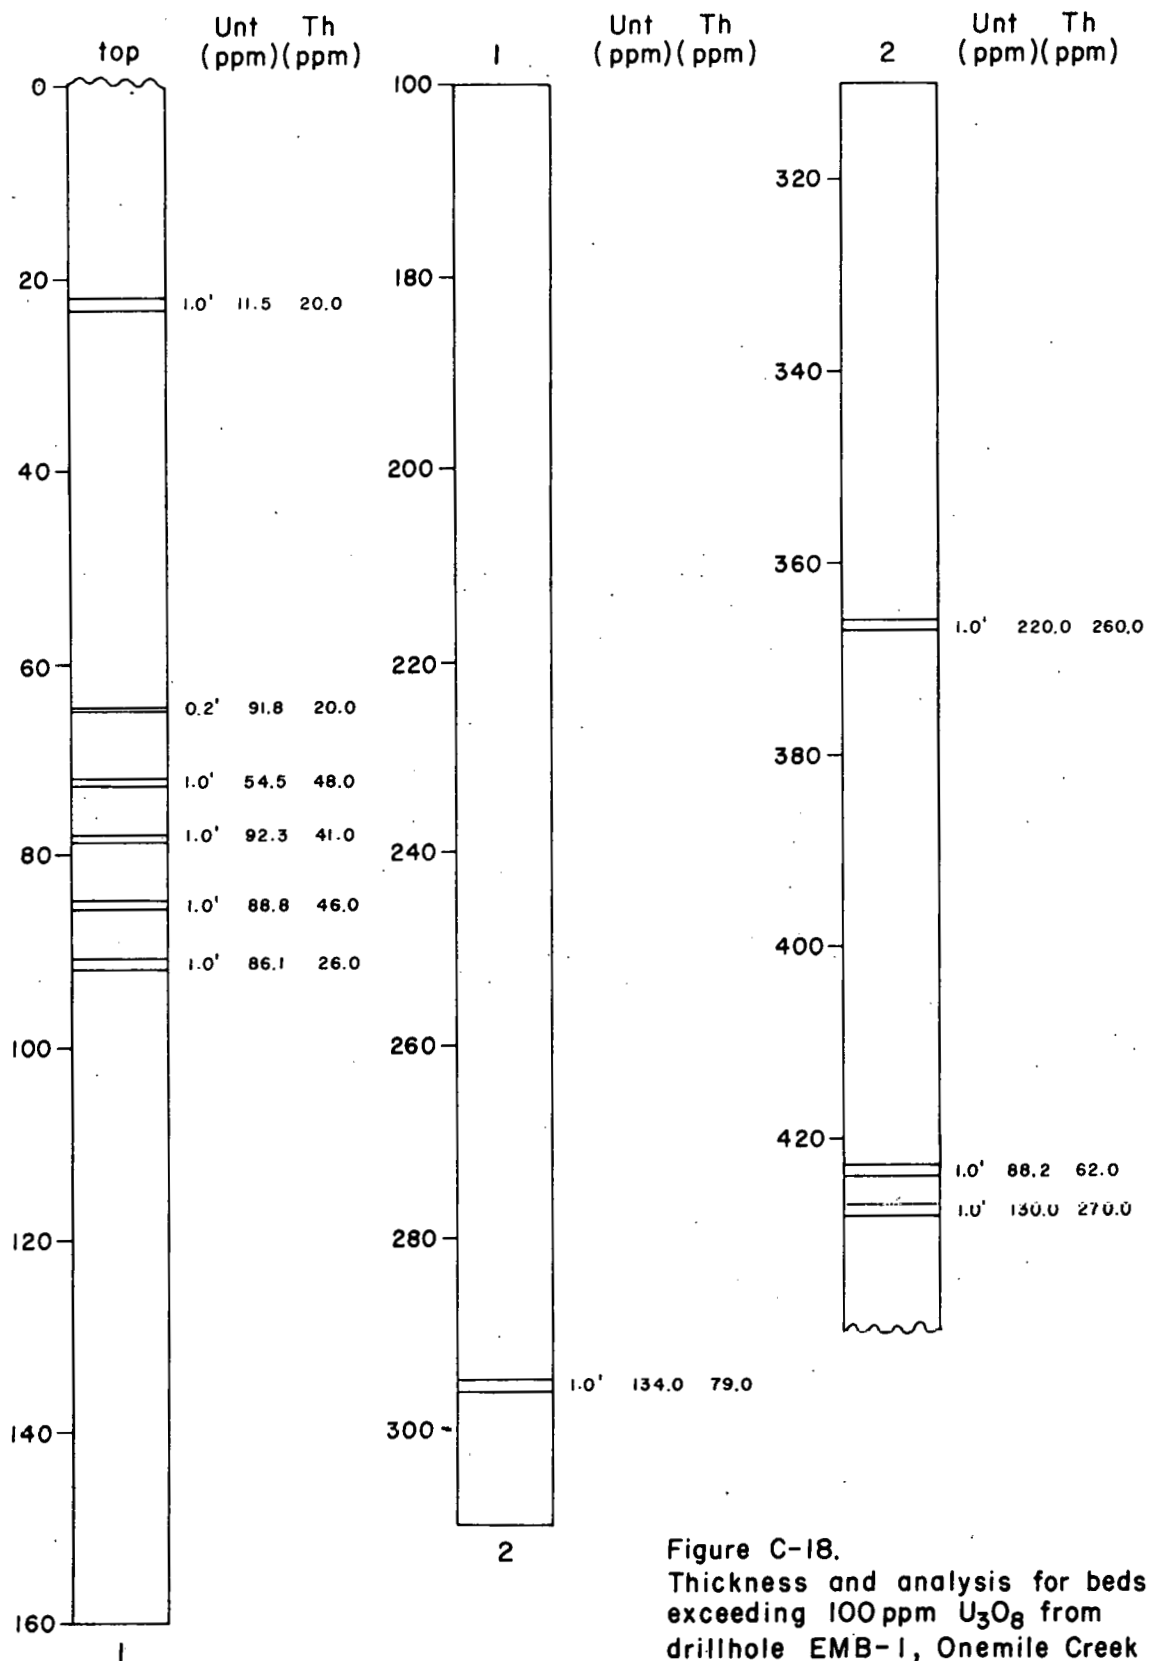 top
Unt Th
(ppm) (ppm)
0
20
1.0' 11.5 20.0
40
60
0.2' 91.8 20.0
1.0' 54.5 48.0
1.0' 92.3 41.0
80
1.0' 88.8 46.0
1.0' 86.1 26.0
100
120
140
160
1
1
Unt Th
(ppm) (ppm)
100
180
200
220
240
260
280
1.0' 134.0 79.0
300
2
2
Unt Th
(ppm) (ppm)
320
340
360
1.0' 220.0 260.0
380
400
420
1.0' 88.2 62.0
1.0' 130.0 270.0
Figure C-18.
Thickness and analysis for beds
exceeding 100 ppm U₃O₈ from
drillhole EMB-1, Onemile Creek